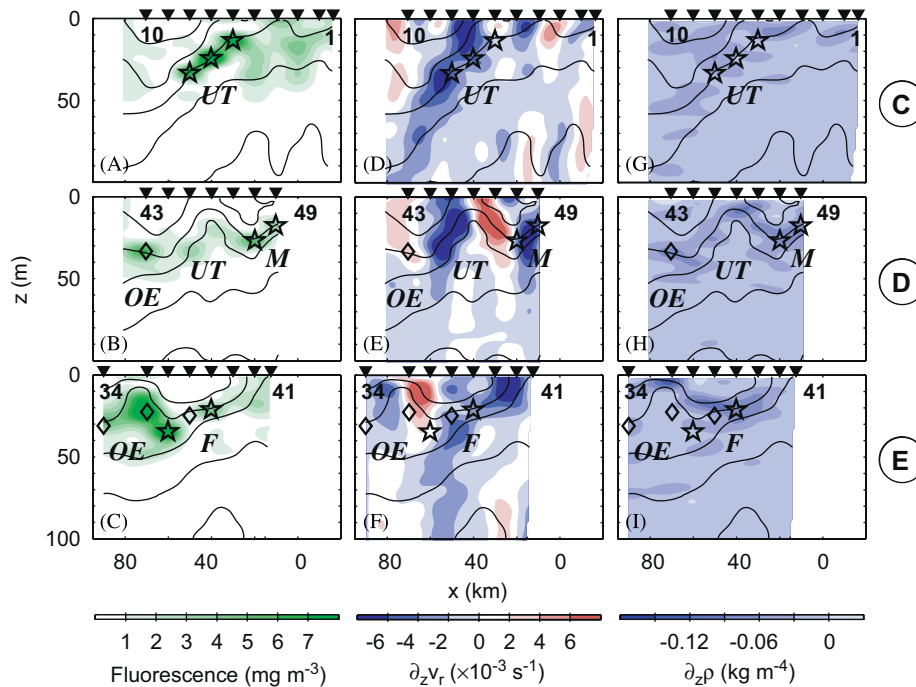 0
50
z (m)
10
1
UT
(A)
UT
(D)
UT
(G)
C
0
50
43
49
UT
M
OE
(B)
43
49
UT
M
OE
(E)
43
49
UT
M
OE
(H)
D
0
50
100
34
41
OE
F
(C)
34
41
OE
F
(F)
34
41
OE
F
(I)
E
10
1
10
1
80 40 0
80 40 0
80 40 0
x (km)
1 2 3 4 5 6 7
Fluorescence (mg m⁻³)
-6 -4 -2 0 2 4 6
∂zvr (×10⁻³ s⁻¹)
-0.12 -0.06 0
∂zρ (kg m⁻⁴)